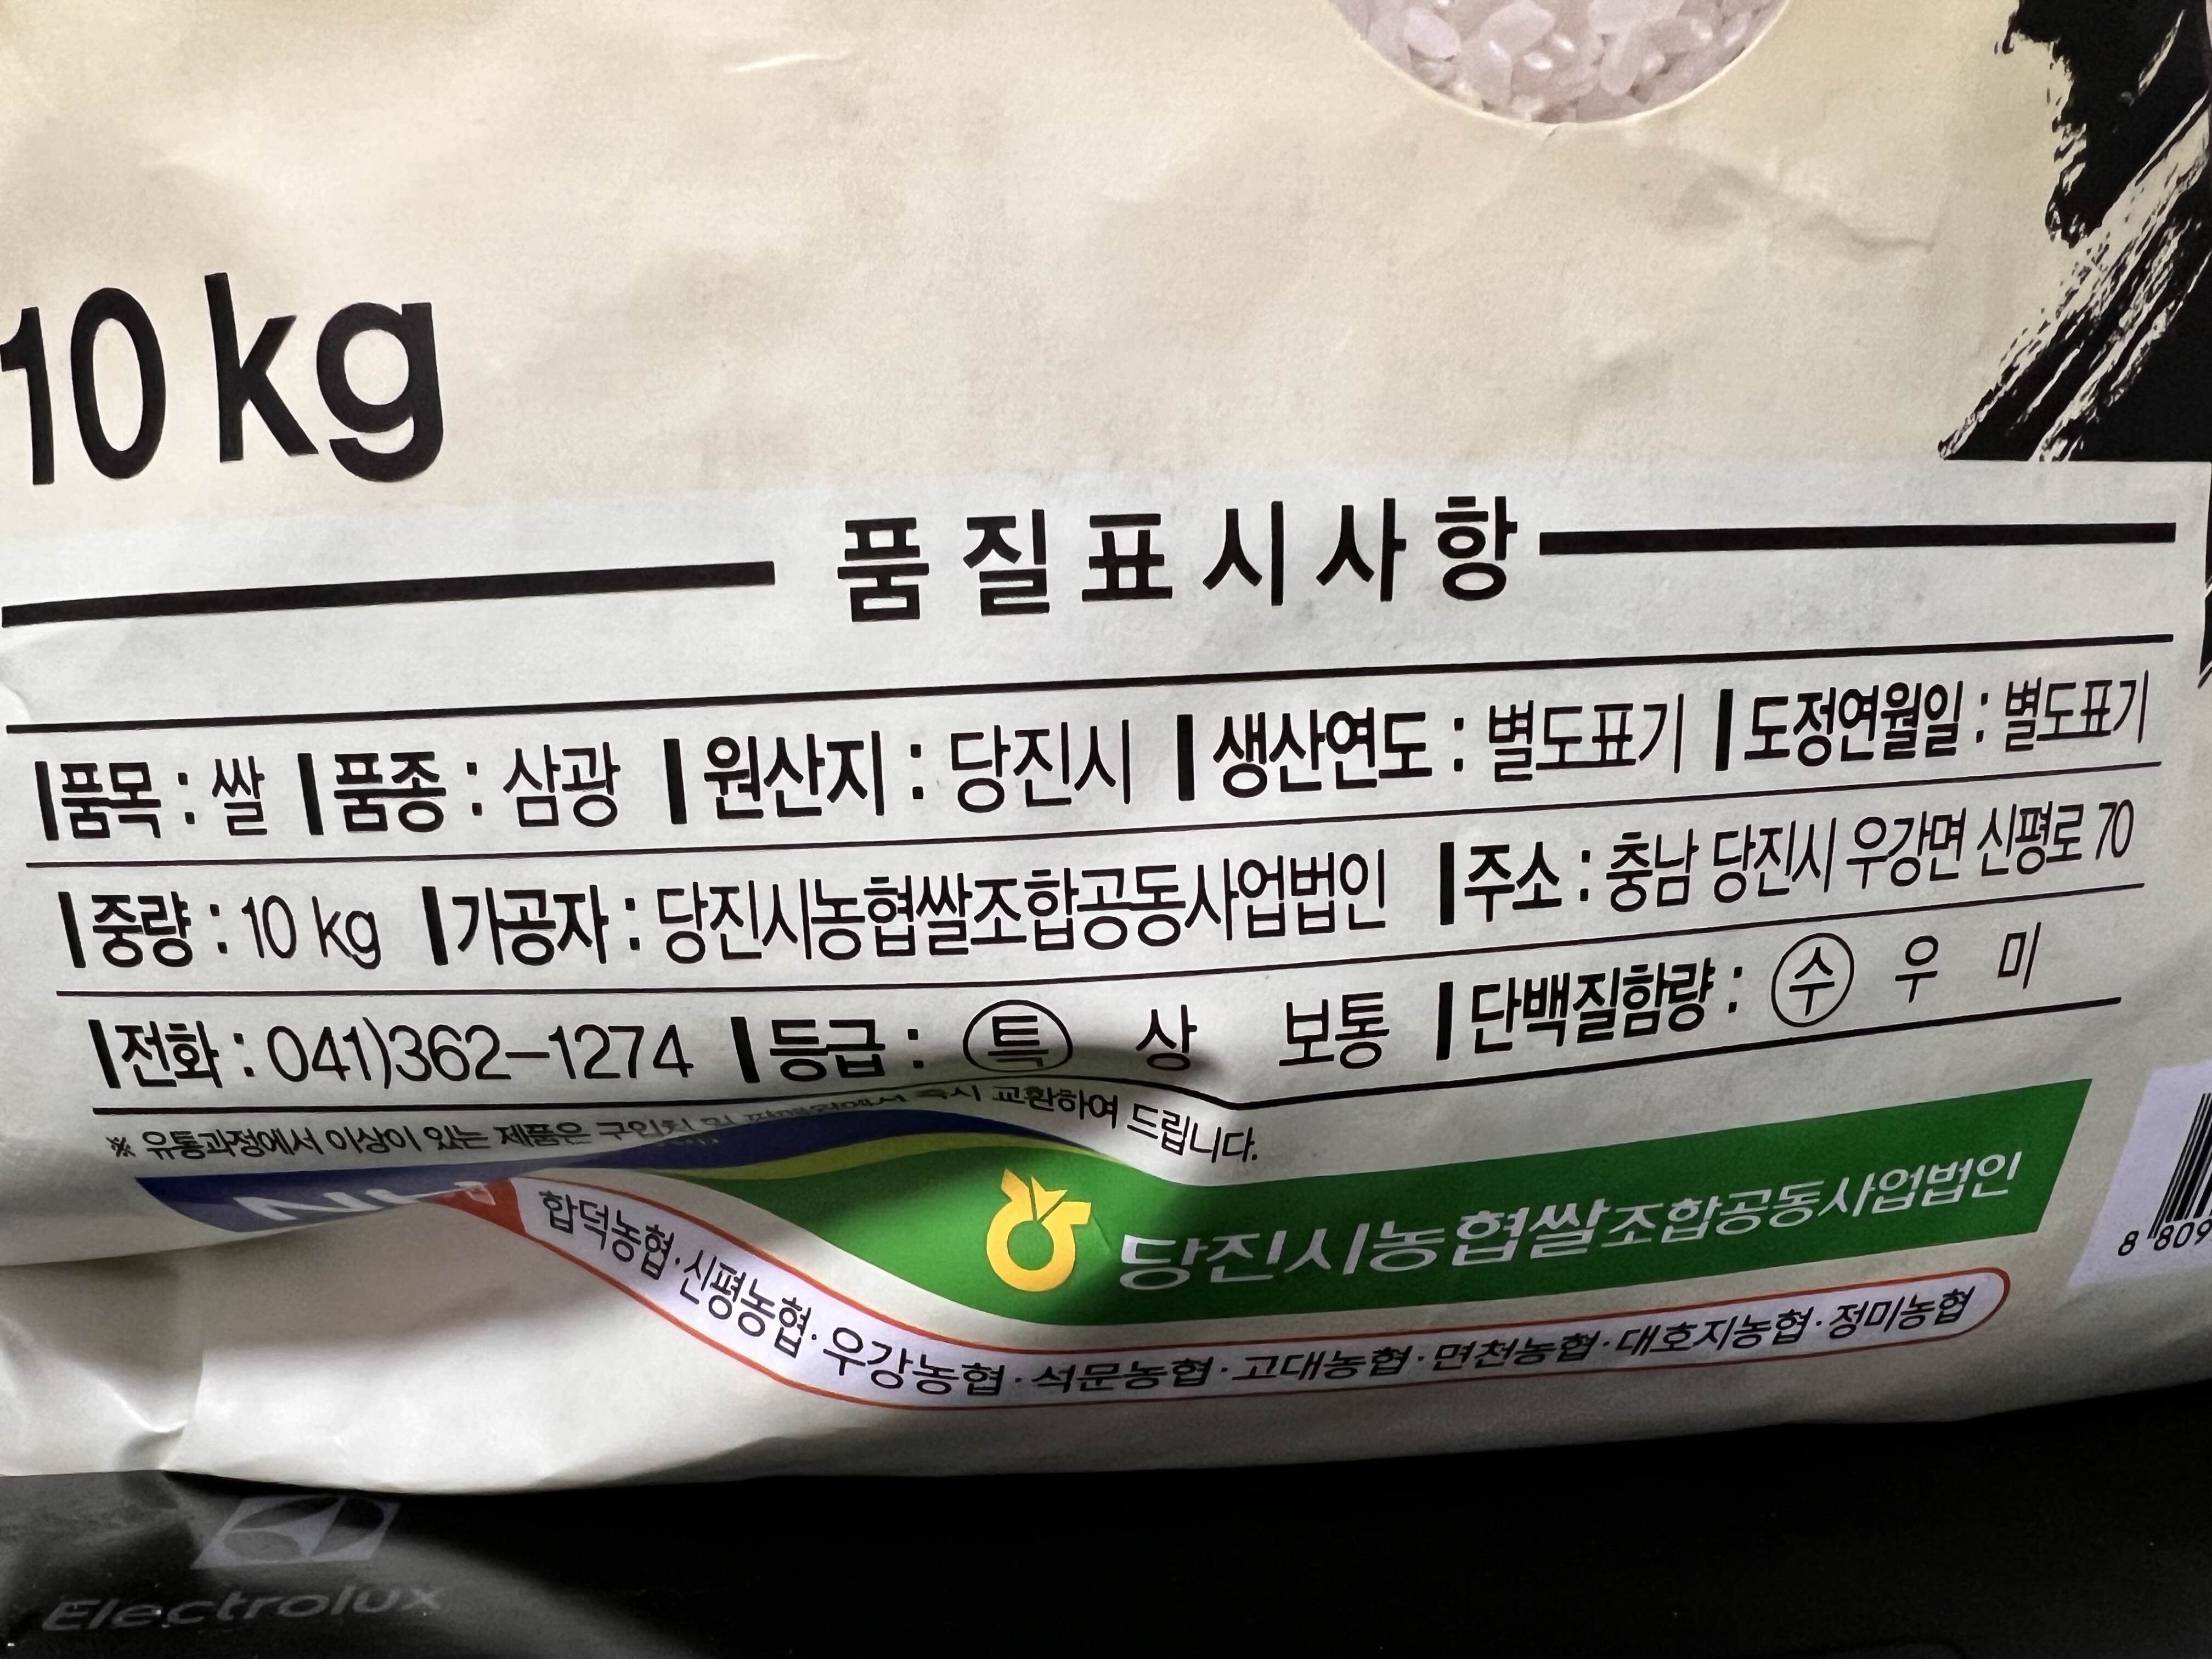 10 kg
품질표시사항
품목 : 쌀 품종 : 삼광 원산지 : 당진시 생산연도 : 별도표기 도정연월일 : 별도표기
중량 : 10 kg 가공자 : 당진시농협쌀조합공동사업법인 주소 : 충남 당진시 우강면 신평로 70
전화 : 041)362-1274 등급 : 특 상 보통 단백질함량 : 수 우 미
※ 유통과정에서 이상이 있는 제품은 교환하여 드립니다.
NH
당진시농협쌀조합공동사업법인
합덕농협·신평농협·우강농협·석문농협·고대농협·면천농협·대호지농협·정미농협
8 809
Electrolux